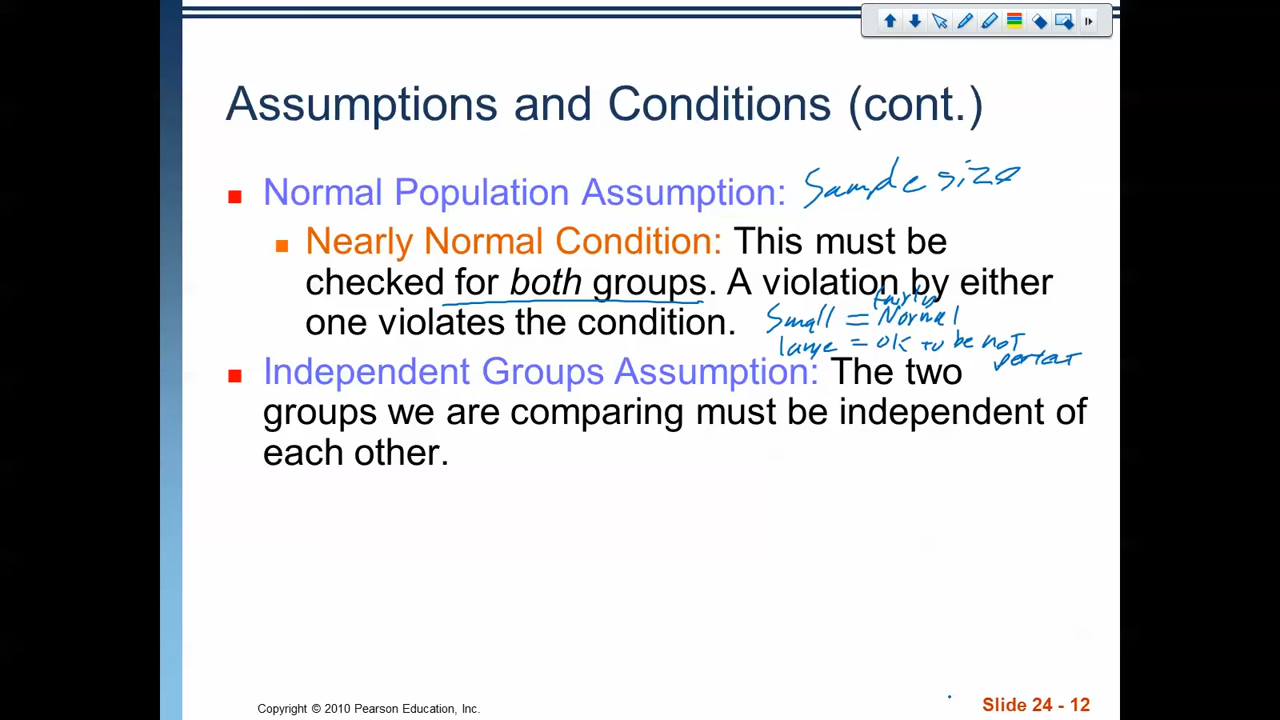 Assumptions and Conditions (cont.)
Normal Population Assumption: Sample size
Nearly Normal Condition: This must be
checked for both groups. A violation by either
one violates the condition.
fairly
Small = Normal
large = ok to be not
perfect
Independent Groups Assumption: The two
groups we are comparing must be independent of
each other.
Copyright © 2010 Pearson Education, Inc.
Slide 24 - 12